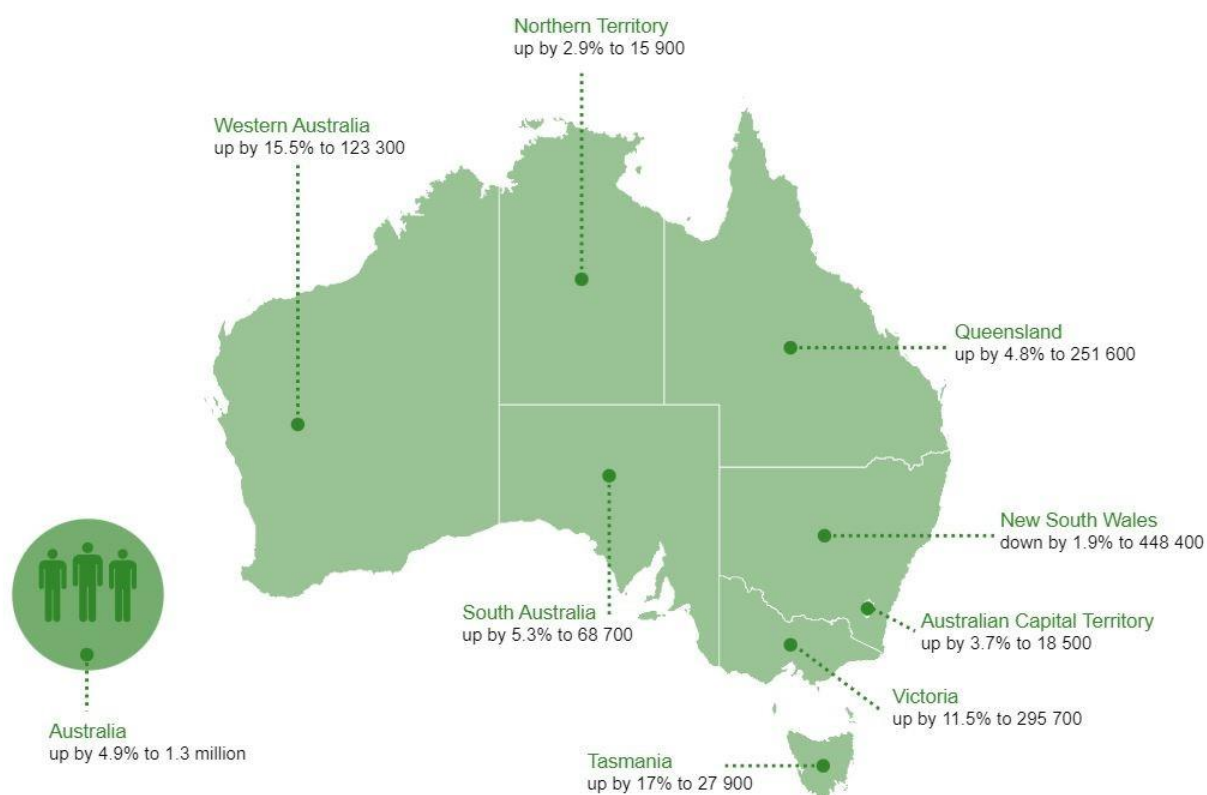 Northern Territory
up by 2.9% to 15 900
Western Australia
up by 15.5% to 123 300
Queensland
up by 4.8% to 251 600
New South Wales
down by 1.9% to 448 400
South Australia
up by 5.3% to 68 700
Australian Capital Territory
up by 3.7% to 18 500
Victoria
up by 11.5% to 295 700
Australia
up by 4.9% to 1.3 million
Tasmania
up by 17% to 27 900